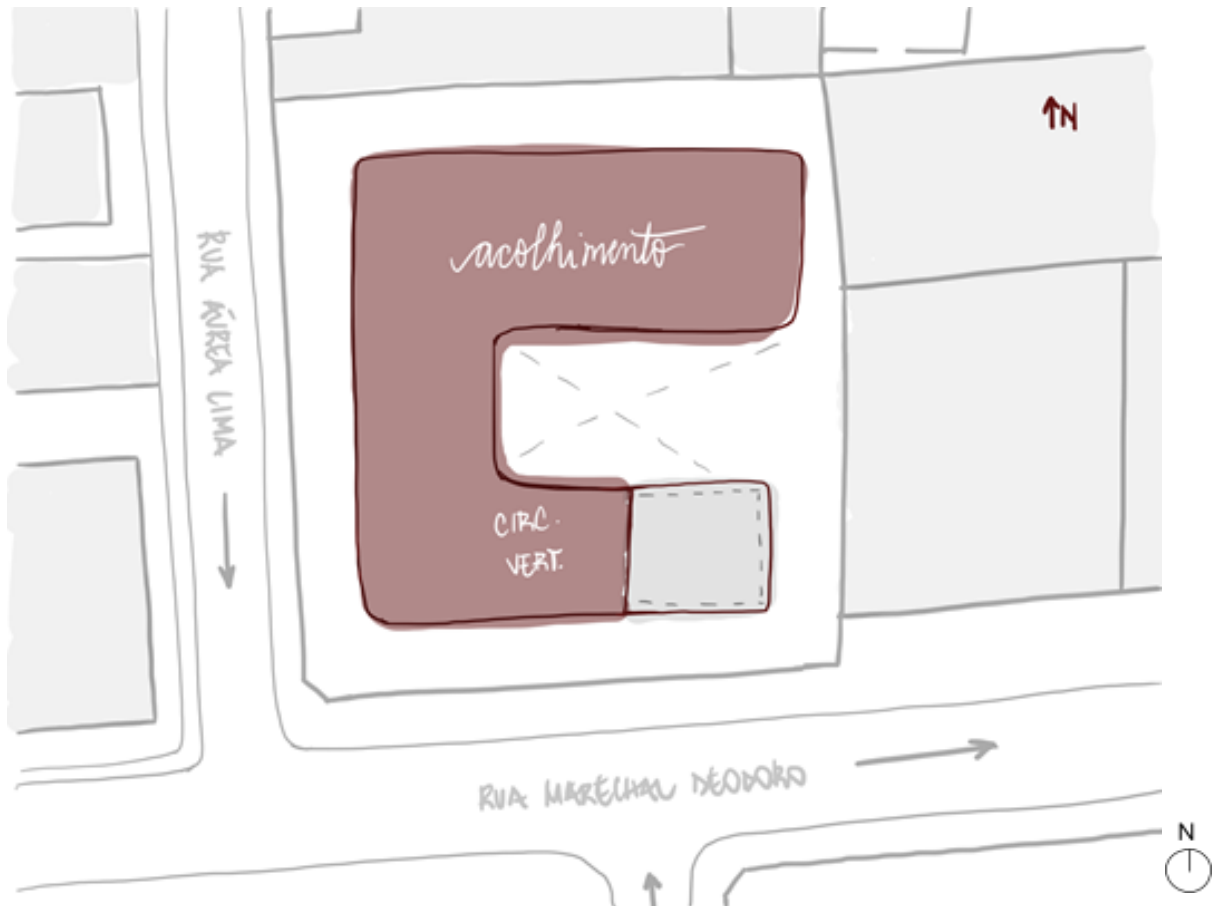 N
acolhimento
RUA ÁUREA LIMA
CIRC.
VERT.
RUA MARECHAL DEODORO
N